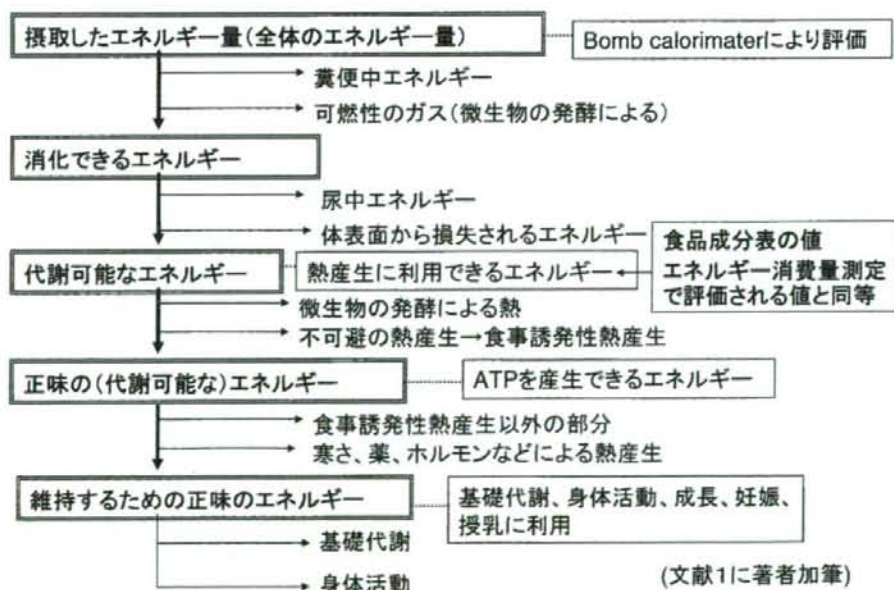 摂取したエネルギー量(全体のエネルギー量)
Bomb calorimaterにより評価
糞便中エネルギー
可燃性のガス(微生物の発酵による)
消化できるエネルギー
尿中エネルギー
体表面から損失されるエネルギー
食品成分表の値
エネルギー消費量測定
で評価される値と同等
代謝可能なエネルギー
熱産生に利用できるエネルギー
微生物の発酵による熱
不可避の熱産生→食事誘発性熱産生
正味の(代謝可能な)エネルギー
ATPを産生できるエネルギー
食事誘発性熱産生以外の部分
寒さ、薬、ホルモンなどによる熱産生
維持するための正味のエネルギー
基礎代謝、身体活動、成長、妊娠、
授乳に利用
基礎代謝
身体活動
(文献1に著者加筆)